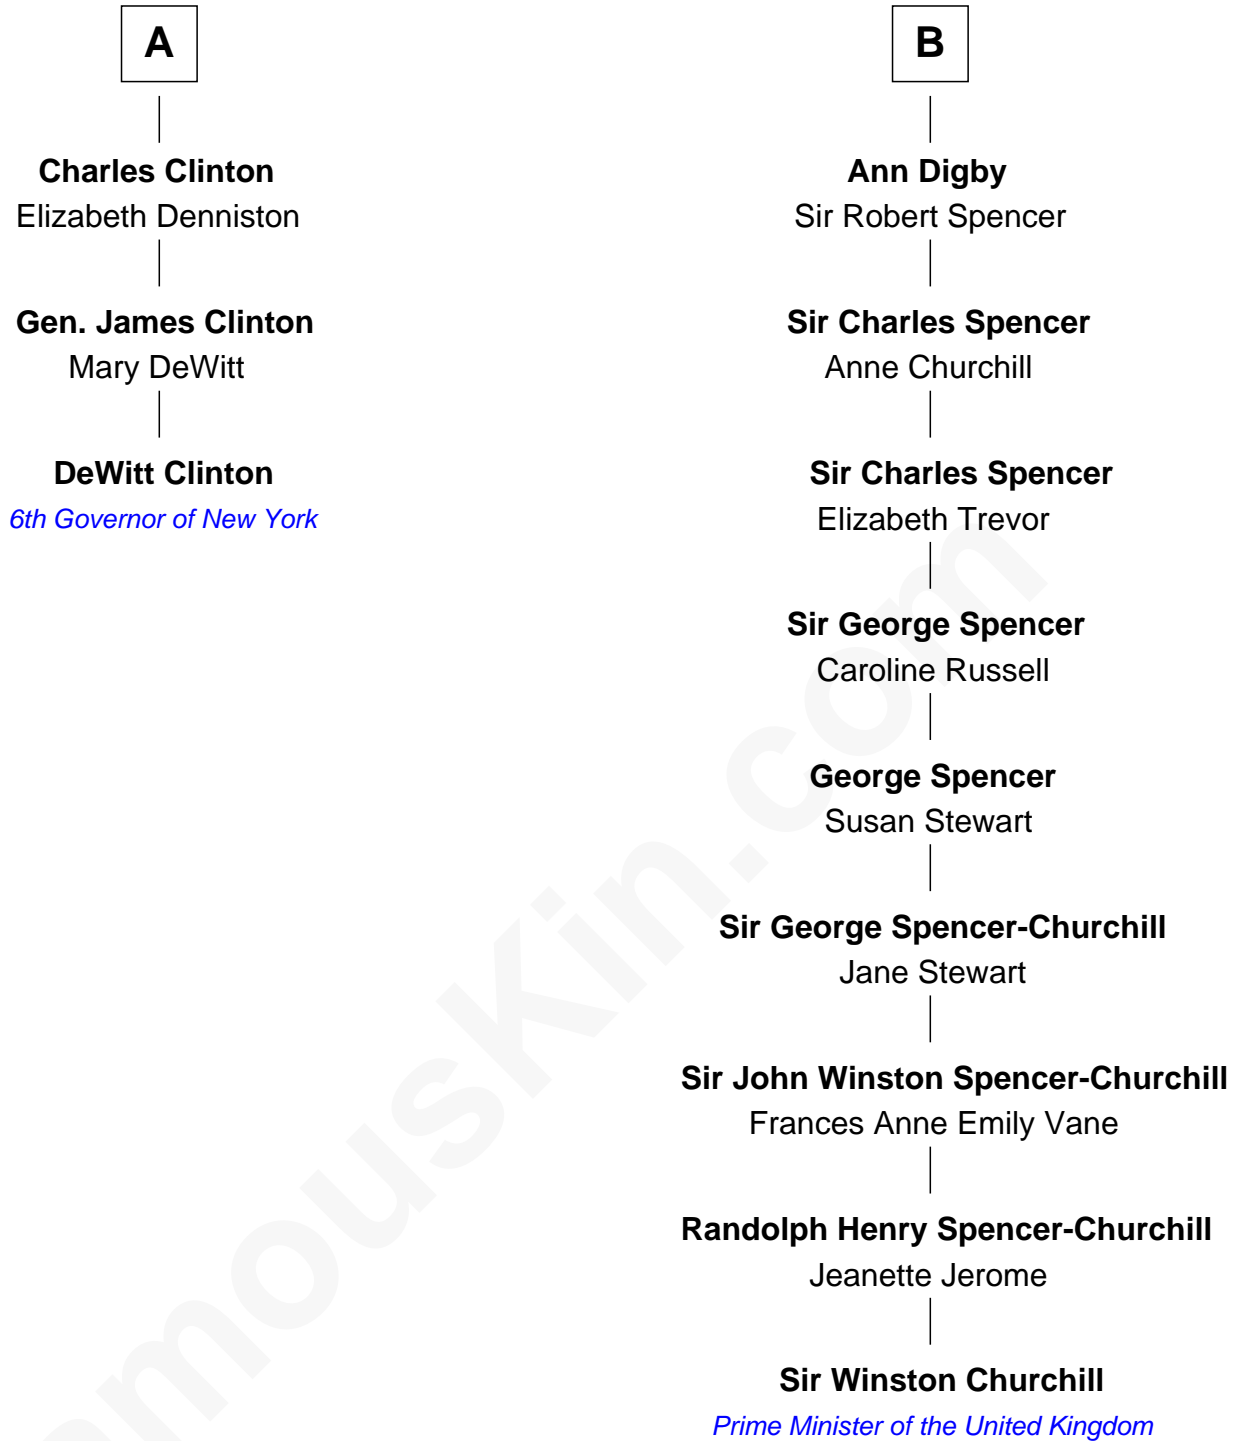 A
Charles Clinton
Elizabeth Denniston
Gen. James Clinton
Mary DeWitt
DeWitt Clinton
6th Governor of New York
B
Ann Digby
Sir Robert Spencer
Sir Charles Spencer
Anne Churchill
Sir Charles Spencer
Elizabeth Trevor
Sir George Spencer
Caroline Russell
George Spencer
Susan Stewart
Sir George Spencer-Churchill
Jane Stewart
Sir John Winston Spencer-Churchill
Frances Anne Emily Vane
Randolph Henry Spencer-Churchill
Jeanette Jerome
Sir Winston Churchill
Prime Minister of the United Kingdom
amousKin.com